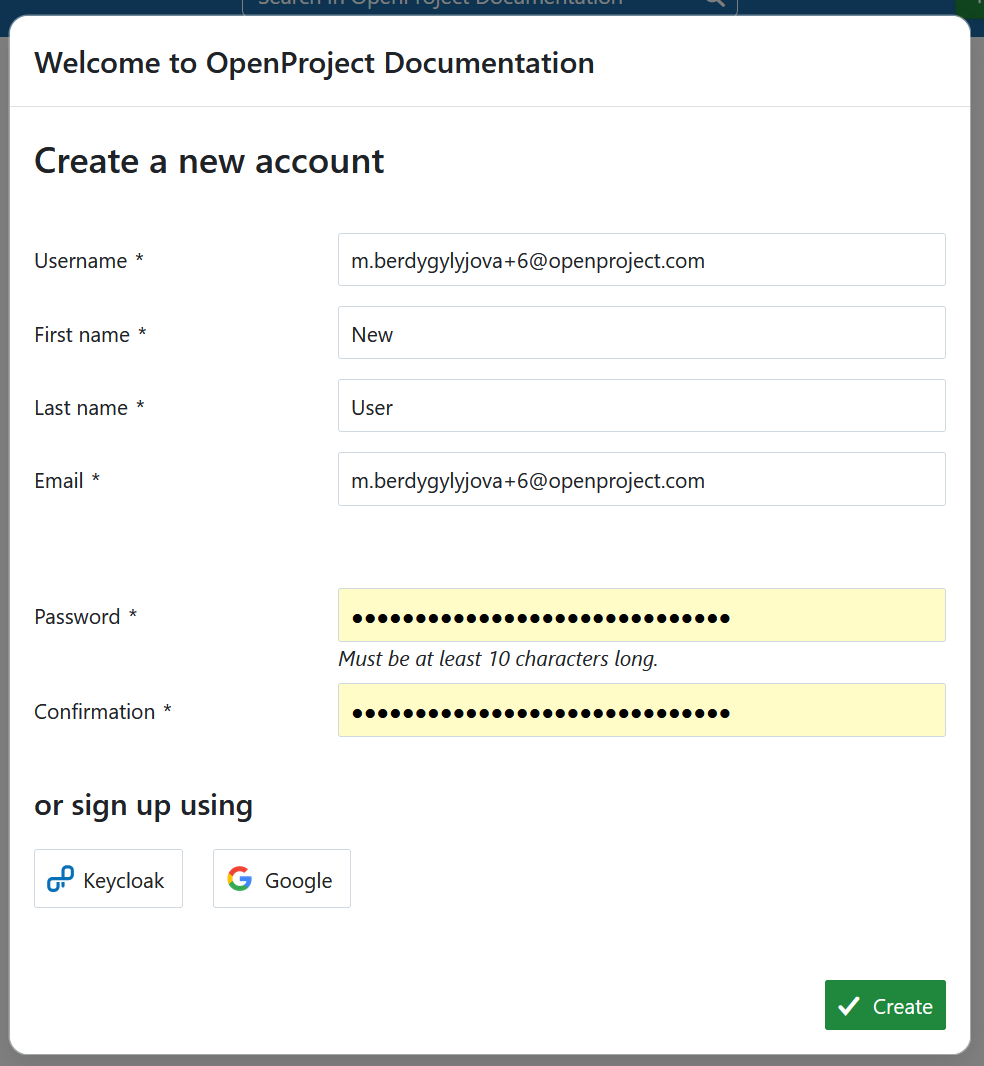 Search in OpenProject Documentation
Welcome to OpenProject Documentation
Create a new account
Username *
m.berdygylyjova+6@openproject.com
First name *
New
Last name *
User
Email *
m.berdygylyjova+6@openproject.com
Password *
●●●●●●●●●●●●●●●●●●●●●●●●●●●●●●
Must be at least 10 characters long.
Confirmation *
●●●●●●●●●●●●●●●●●●●●●●●●●●●●●●
or sign up using
Keycloak
Google
Create